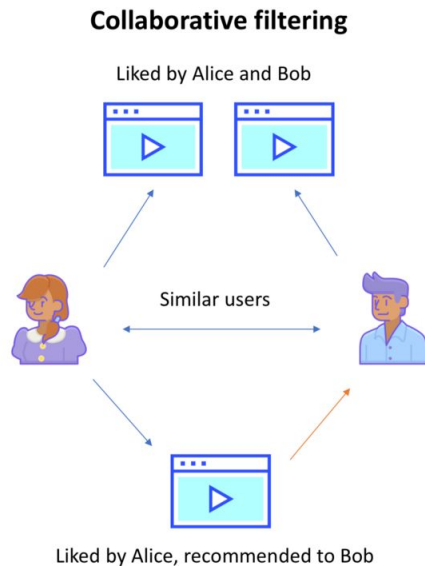 Collaborative filtering
Liked by Alice and Bob
Similar users
Liked by Alice, recommended to Bob